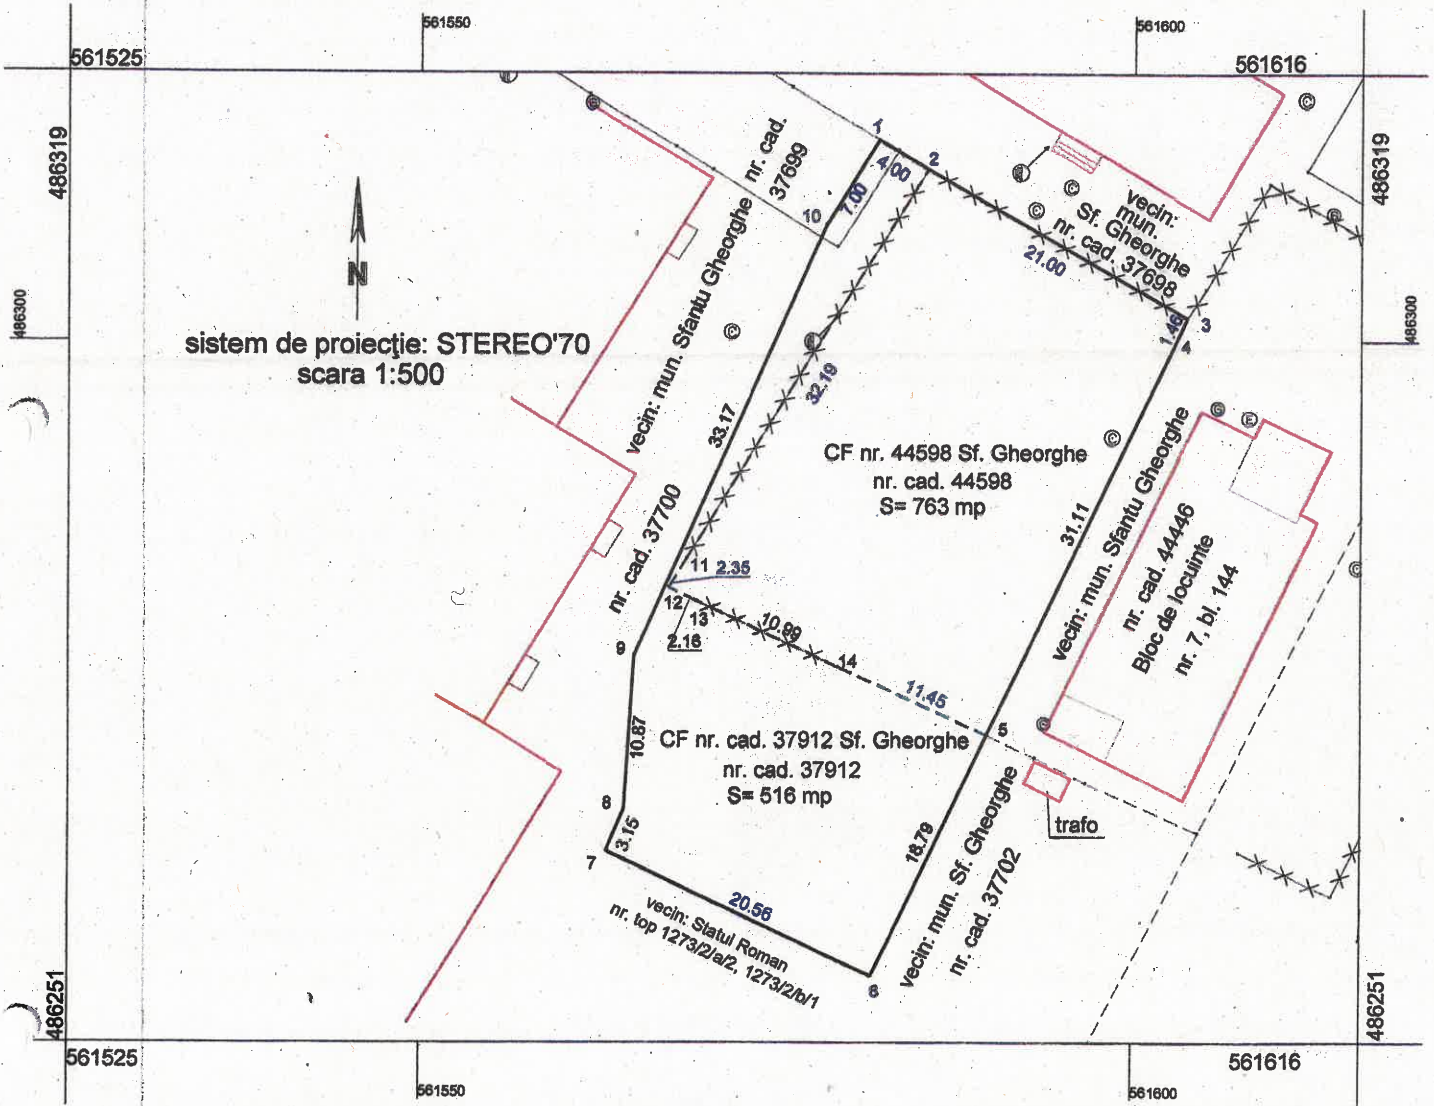 561550
561600
561525
561616
486319
486319
1
2
4.00
7.00
10
nr. cad.
37699
vecin:
mun.
Sf. Gheorghe
nr. cad. 37698
21.00
N
486300
486300
sistem de proiecţie: STEREO'70
scara 1:500
1.46
3
4
vecin: mun. Sfantu Gheorghe
nr. cad. 37700
33.17
32.19
CF nr. 44598 Sf. Gheorghe
nr. cad. 44598
S= 763 mp
31.11
vecin: mun. Sfantu Gheorghe
nr. cad. 44446
Bloc de locuinte
nr. 7, bl. 144
11
2.35
12
13
2.18
10.99
14
9
11.45
5
10.87
CF nr. cad. 37912 Sf. Gheorghe
nr. cad. 37912
S= 516 mp
8
3.15
7
18.79
vecin: mun. Sf. Gheorghe
nr. cad. 37702
trafo
20.56
vecin: Statul Roman
nr. top 1273/2/a/2, 1273/2/b/1
6
486251
486251
561525
561616
561550
561600